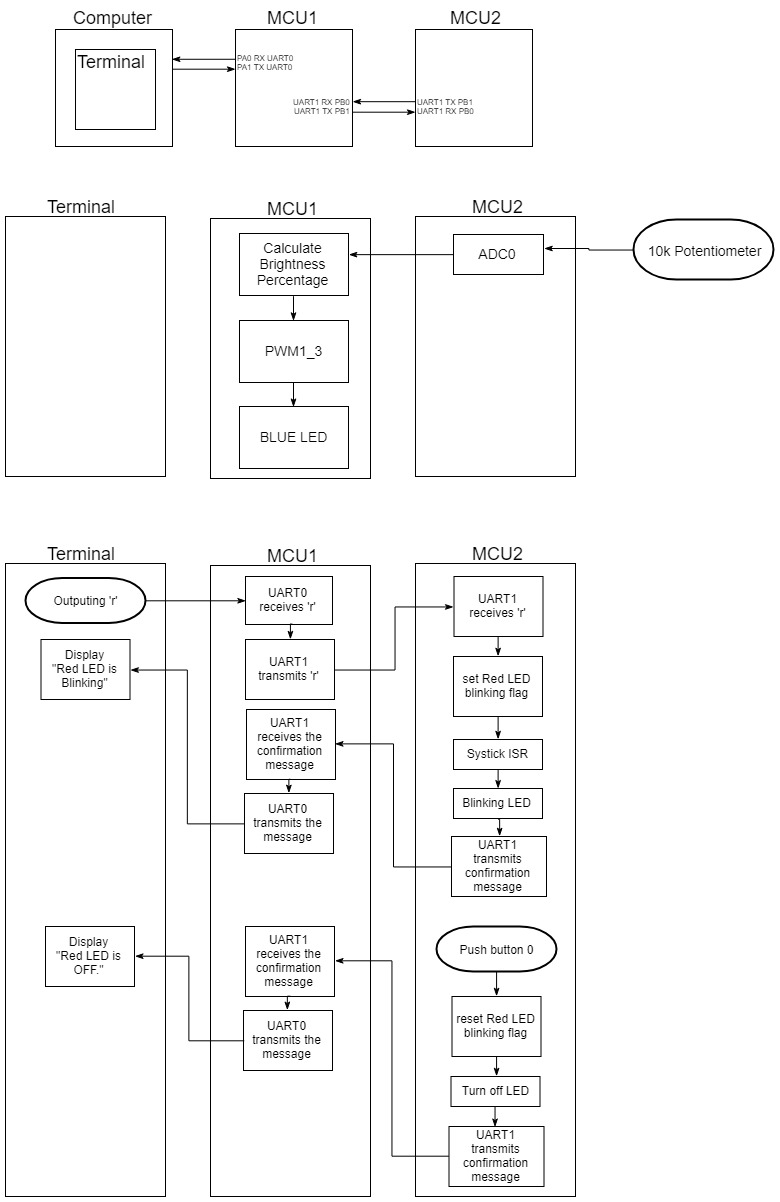 Computer
MCU1
MCU2
Terminal
PA0 RX UART0
PA1 TX UART0
UART1 RX PB0
UART1 TX PB1
UART1 TX PB1
UART1 RX PB0
Terminal
MCU1
MCU2
Calculate
Brightness
Percentage
ADC0
10k Potentiometer
PWM1_3
BLUE LED
Terminal
MCU1
MCU2
Outputing 'r'
UART0
receives 'r'
UART1
receives 'r'
Display
"Red LED is
Blinking"
UART1
transmits 'r'
set Red LED
blinking flag
UART1
receives the
confirmation
message
Systick ISR
Blinking LED
UART0
transmits the
message
UART1
transmits
confirmation
message
Display
"Red LED is
OFF."
UART1
receives the
confirmation
message
Push button 0
UART0
transmits the
message
reset Red LED
blinking flag
Turn off LED
UART1
transmits
confirmation
message